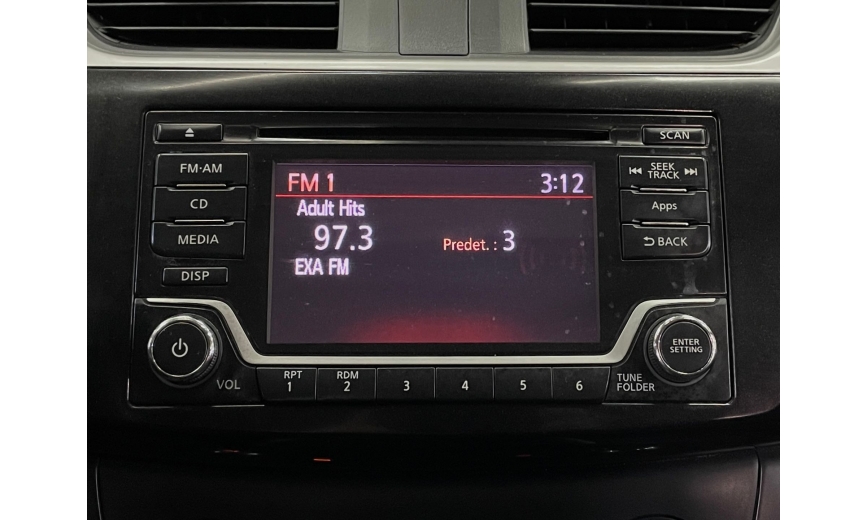 SCAN
FM·AM
CD
MEDIA
DISP
FM 1 3:12
Adult Hits
97.3
Predet. : 3
EXA FM
SEEK
TRACK
Apps
BACK
VOL
RPT
1
RDM
2
3
4
5
6
TUNE
FOLDER
ENTER
SETTING